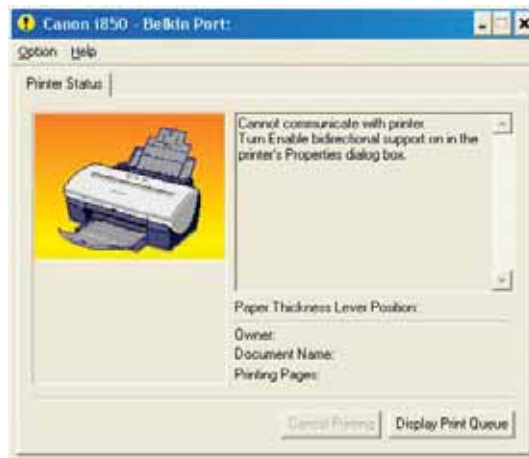 Canon i850 - Belkin Port:
Option Help
Printer Status
Cannot communicate with printer.
Turn Enable bidirectional support on in the
printer's Properties dialog box.
Paper Thickness Lever Position:
Owner:
Document Name:
Printing Pages:
Cancel Printing Display Print Queue